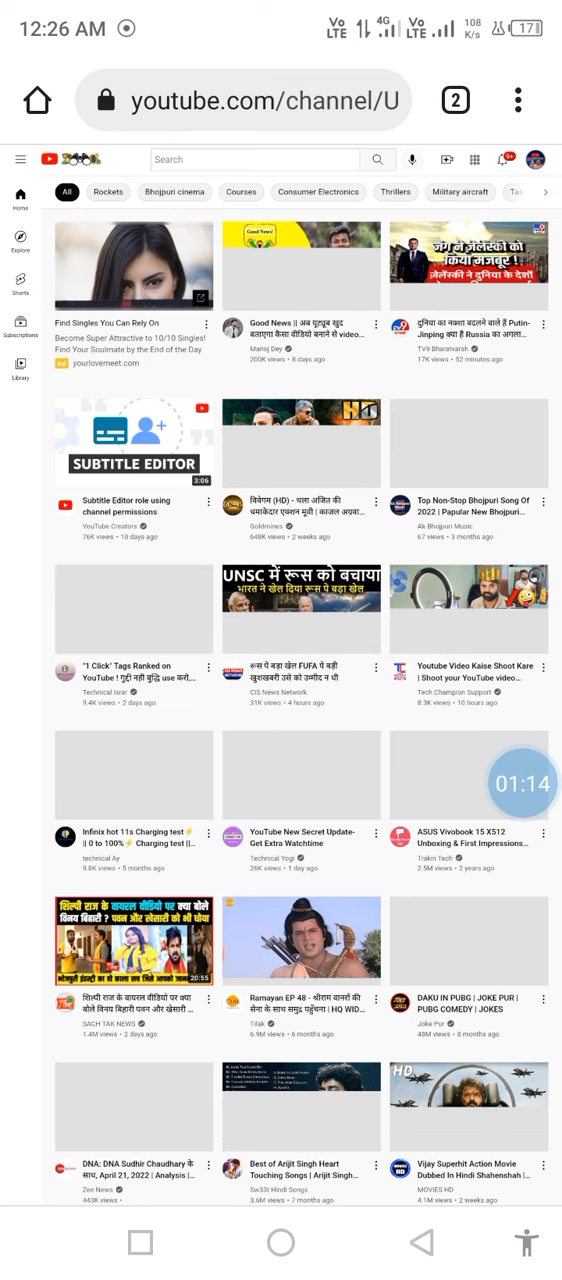 12:26 AM
Vo LTE 4G Vo LTE 108 K/s 17
youtube.com/channel/U
2
Search
9+
Home
Explore
Shorts
Subscriptions
Library
All Rockets Bhojpuri cinema Courses Consumer Electronics Thrillers Military aircraft
Good News!
जंग में ज़ेलेंस्की को
किया मजबूर !
ज़ेलेंस्की ने दुनिया के देशों
Find Singles You Can Rely On
Become Super Attractive to 10/10 Singles!
Find Your Soulmate by the End of the Day
Ad yourlovemeet.com
Good News || अब यूट्यूब खुद
बताएगा कैसा वीडियो बनाने से video...
Manoj Dey
200K views • 8 days ago
दुनिया का नक्शा बदलने वाले हैं Putin-
Jinping क्या है Russia का अगला...
TV9 Bharatvarsh
17K views • 52 minutes ago
SUBTITLE EDITOR
3:06
HD
Subtitle Editor role using
channel permissions
YouTube Creators
76K views • 10 days ago
विवेगम (HD) - थला अजित की
धमाकेदार एक्शन मूवी | काजल अग्रवा...
Goldmines
648K views • 2 weeks ago
Top Non-Stop Bhojpuri Song Of
2022 | Papular New Bhojpuri...
Ak Bhojpuri Music
67 views • 3 months ago
UNSC में रूस को बचाया
भारत ने खेल दिया रूस पे बड़ा खेल
"1 Click" Tags Ranked on
YouTube ! गुद्दी नही बुद्धि use करो,...
Technical Israr
9.4K views • 2 days ago
रूस पे बड़ा खेल FUFA पे बड़ी
खुशखबरी उसे को उम्मीद न थी
CIS News Network
31K views • 4 hours ago
Youtube Video Kaise Shoot Kare
| Shoot your YouTube video...
Tech Champion Support
8.3K views • 10 hours ago
01:14
Infinix hot 11s Charging test⚡
|| 0 to 100%⚡ Charging test ||...
technical Ay
9.8K views • 5 months ago
YouTube New Secret Update-
Get Extra Watchtime
Technical Yogi
26K views • 1 day ago
ASUS Vivobook 15 X512
Unboxing & First Impressions...
Trakin Tech
2.5M views • 2 years ago
शिल्पी राज के वायरल वीडियो पर क्या बोले
विनय बिहारी ? पवन और खेसारी को भी धोया
20:55
शिल्पी राज के वायरल वीडियो पर क्या
बोले विनय बिहारी पवन और खेसारी ...
SACH TAK NEWS
1.4M views • 2 days ago
Ramayan EP 48 - श्रीराम वानरों की
सेना के साथ समुद्र पहुँचना | HQ WID...
Tilak
6.9M views • 6 months ago
DAKU IN PUBG | JOKE PUR |
PUBG COMEDY | JOKES
Joke Pur
48M views • 8 months ago
HD
DNA: DNA Sudhir Chaudhary के
साथ, April 21, 2022 | Analysis |...
Zee News
443K views •
Best of Arijit Singh Heart
Touching Songs | Arijit Singh...
Sw33t Hindi Songs
3.6M views • 7 months ago
Vijay Superhit Action Movie
Dubbed In Hindi Shahenshah |...
MOVIES HD
4.1M views • 2 weeks ago